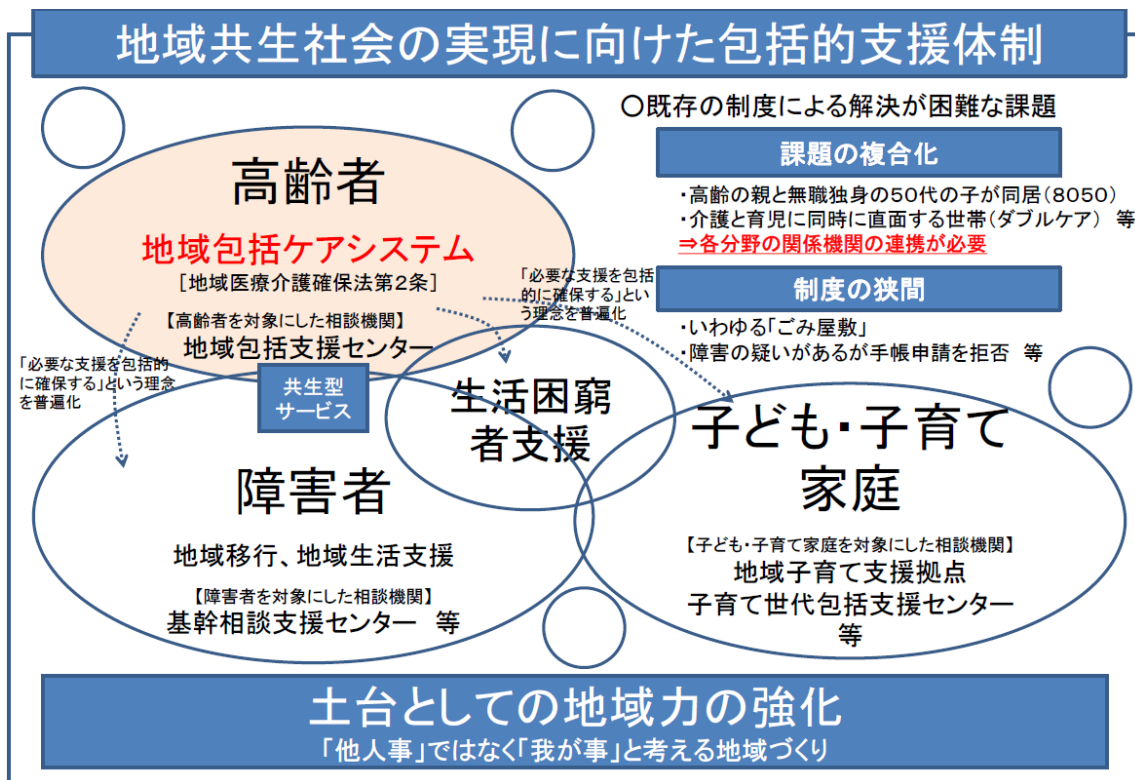 地域共生社会の実現に向けた包括的支援体制
○既存の制度による解決が困難な課題
課題の複合化
・高齢の親と無職独身の50代の子が同居(8050)
・介護と育児に同時に直面する世帯(ダブルケア) 等
⇒各分野の関係機関の連携が必要
制度の狭間
・いわゆる「ごみ屋敷」
・障害の疑いがあるが手帳申請を拒否 等
高齢者
地域包括ケアシステム
[地域医療介護確保法第2条]
【高齢者を対象にした相談機関】
地域包括支援センター
「必要な支援を包括
的に確保する」とい
う理念を普遍化
「必要な支援を包括的
に確保する」という理念
を普遍化
共生型
サービス
生活困窮
者支援
障害者
地域移行、地域生活支援
【障害者を対象にした相談機関】
基幹相談支援センター 等
子ども・子育て
家庭
【子ども・子育て家庭を対象にした相談機関】
地域子育て支援拠点
子育て世代包括支援センター
等
土台としての地域力の強化
「他人事」ではなく「我が事」と考える地域づくり